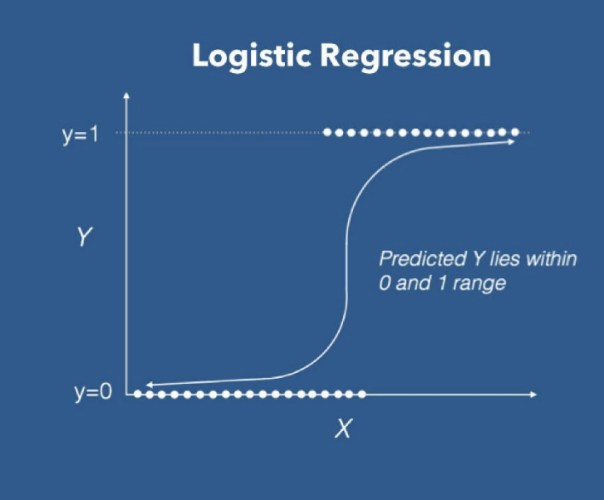 Logistic Regression
y=1
Y
Predicted Y lies within
0 and 1 range
y=0
X